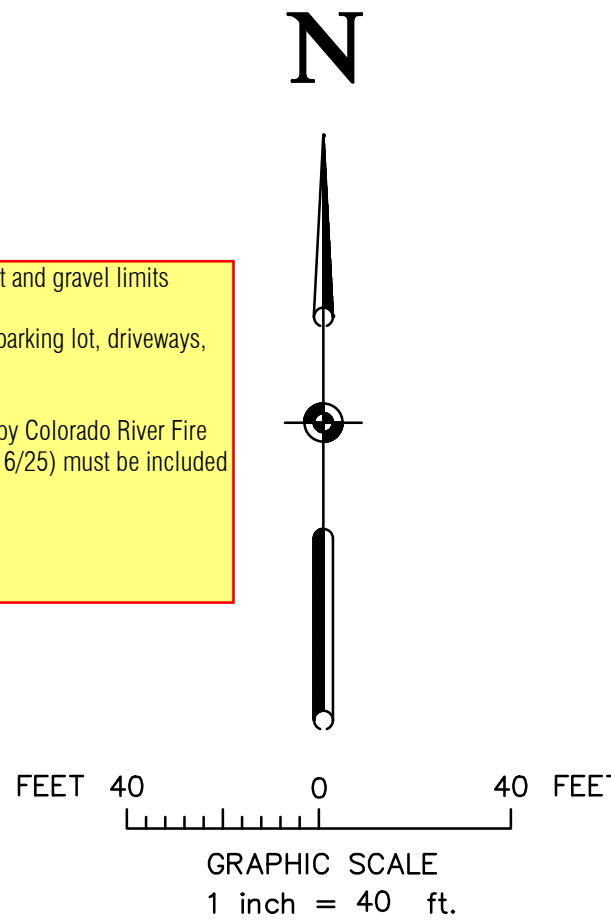 N
and gravel limits
parking lot, driveways,
by Colorado River Fire
6/25) must be included
FEET 40 0 40 FEET
GRAPHIC SCALE
1 inch = 40 ft.